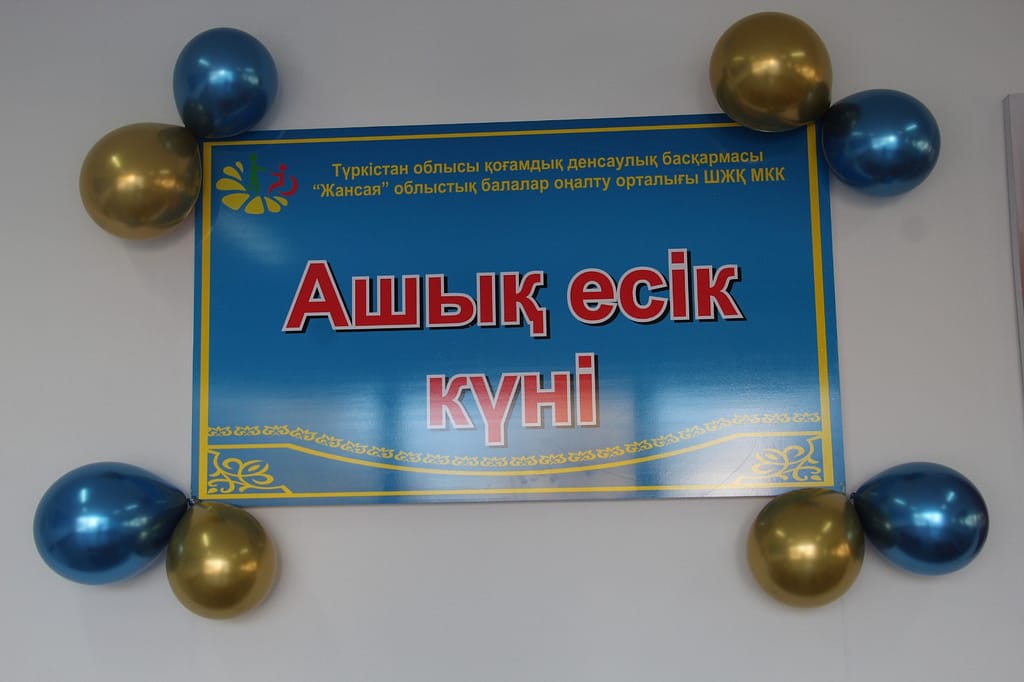 Түркістан облысы қоғамдық денсаулық басқармасы
“Жансая” облыстық балалар оңалту орталығы ШЖҚ МКК
Ашық есік
күні